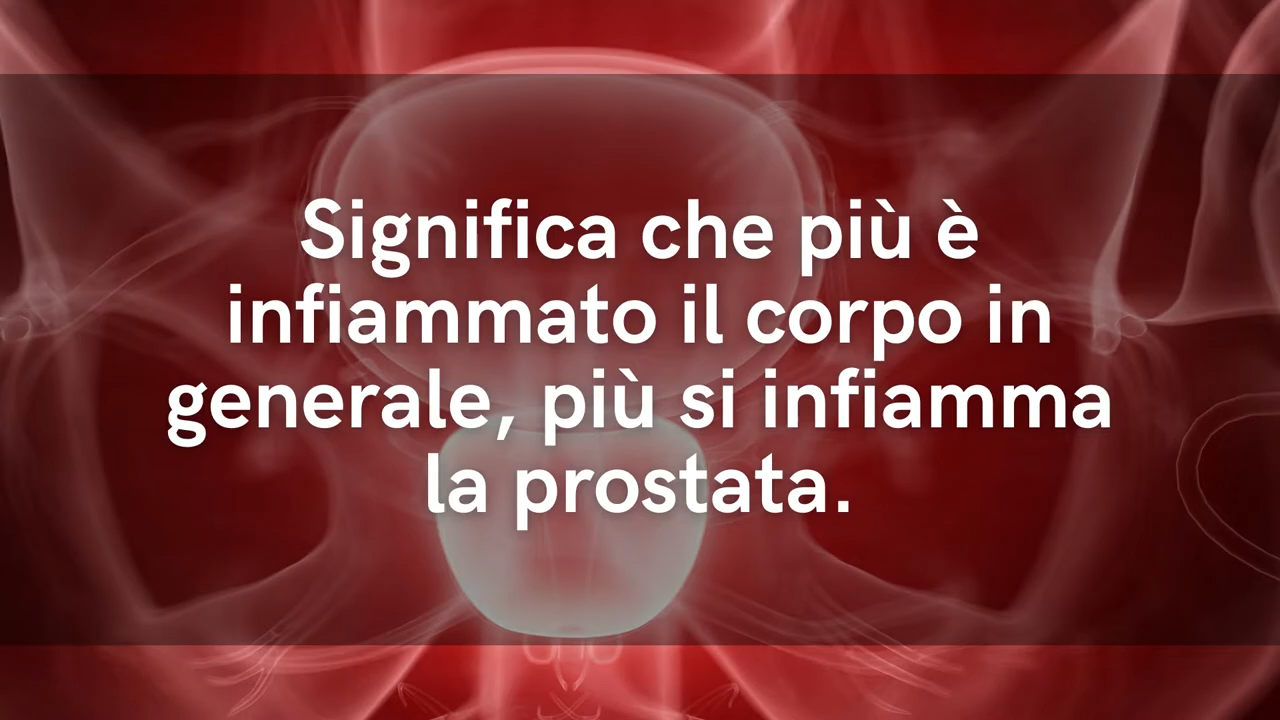 Significa che più è
infiammato il corpo in
generale, più si infiamma
la prostata.